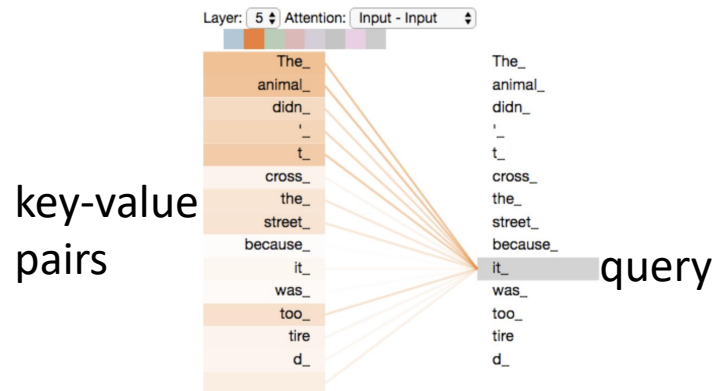 Layer: 5 Attention: Input - Input
The_ The_
animal_ animal_
didn_ didn_
'_ '_
t_ t_
cross_ cross_
the_ the_
street_ street_
because_ because_
it_ it_
was_ was_
too_ too_
tire tire
d_ d_
key-value
pairs
query